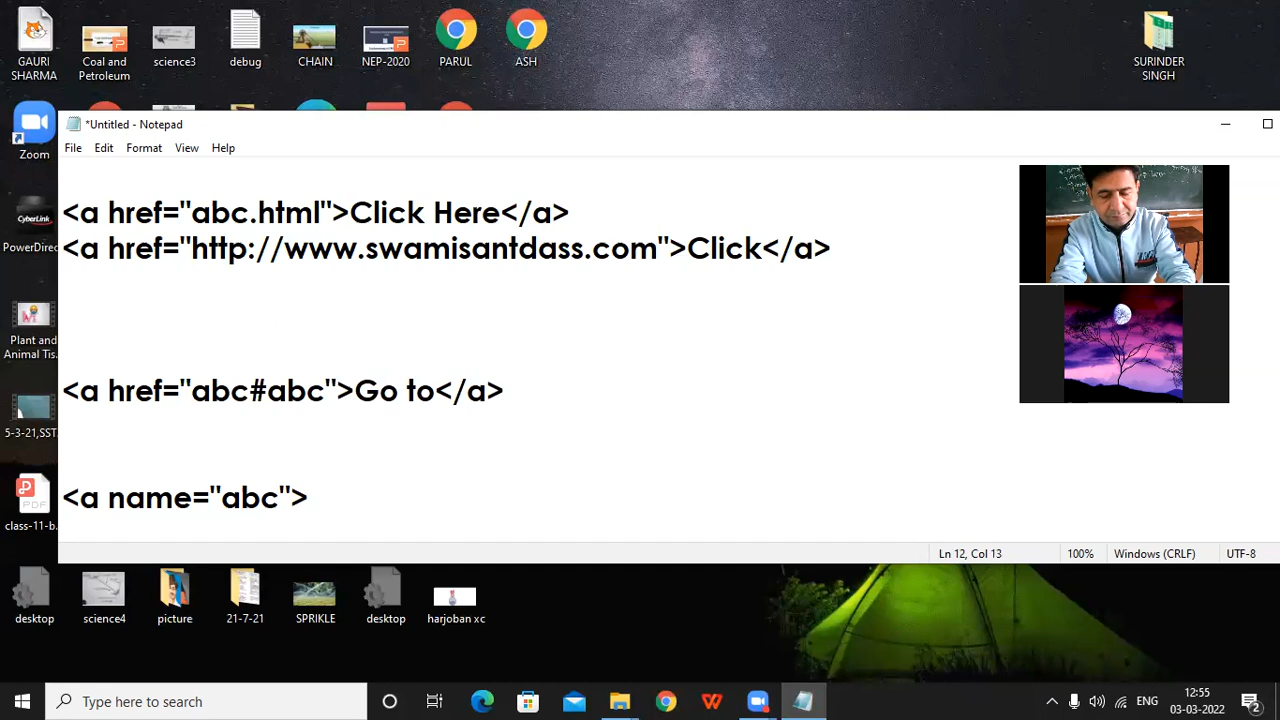 GAURI SHARMA
Coal and Petroleum
science3
debug
CHAIN
NEP-2020
PARUL
ASH
SURINDER SINGH
Zoom
*Untitled - Notepad
File Edit Format View Help
<a href="abc.html">Click Here</a>
<a href="http://www.swamisantdass.com">Click</a>
<a href="abc#abc">Go to</a>
<a name="abc">
CyberLink
PowerDirec
Plant and
Animal Tis...
5-3-21,SST
PDF
class-11-b...
Ln 12, Col 13
100%
Windows (CRLF)
UTF-8
desktop
science4
picture
21-7-21
SPRIKLE
desktop
harjoban xc
Type here to search
ENG
12:55
03-03-2022
2